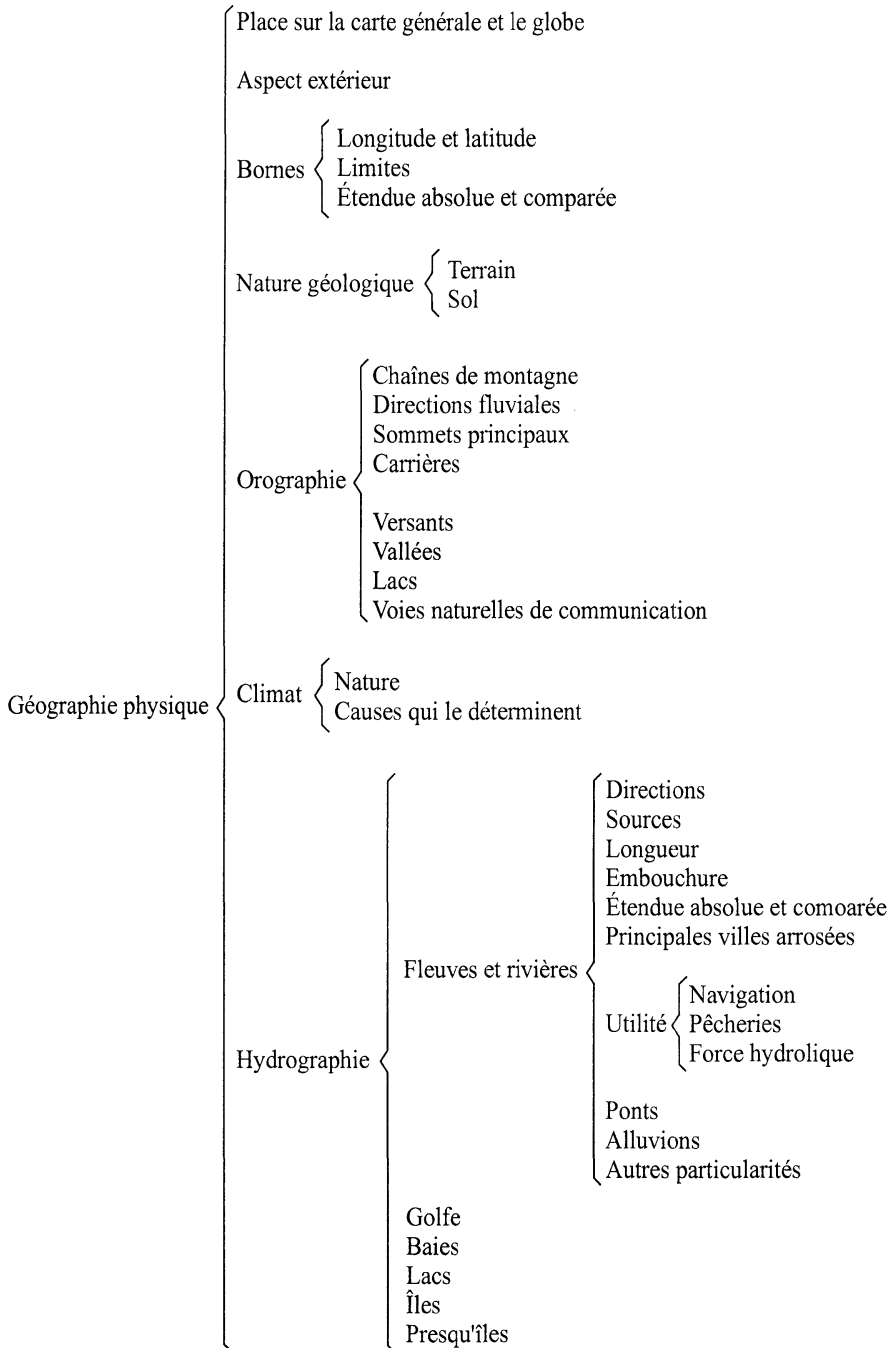 Place sur la carte générale et le globe
Aspect extérieur
Bornes
Longitude et latitude
Limites
Étendue absolue et comparée
Nature géologique
Terrain
Sol
Orographie
Chaînes de montagne
Directions fluviales
Sommets principaux
Carrières
Versants
Vallées
Lacs
Voies naturelles de communication
Géographie physique
Climat
Nature
Causes qui le déterminent
Hydrographie
Fleuves et rivières
Directions
Sources
Longueur
Embouchure
Étendue absolue et comoarée
Principales villes arrosées
Utilité
Navigation
Pêcheries
Force hydrolique
Ponts
Alluvions
Autres particularités
Golfe
Baies
Lacs
Îles
Presqu'îles